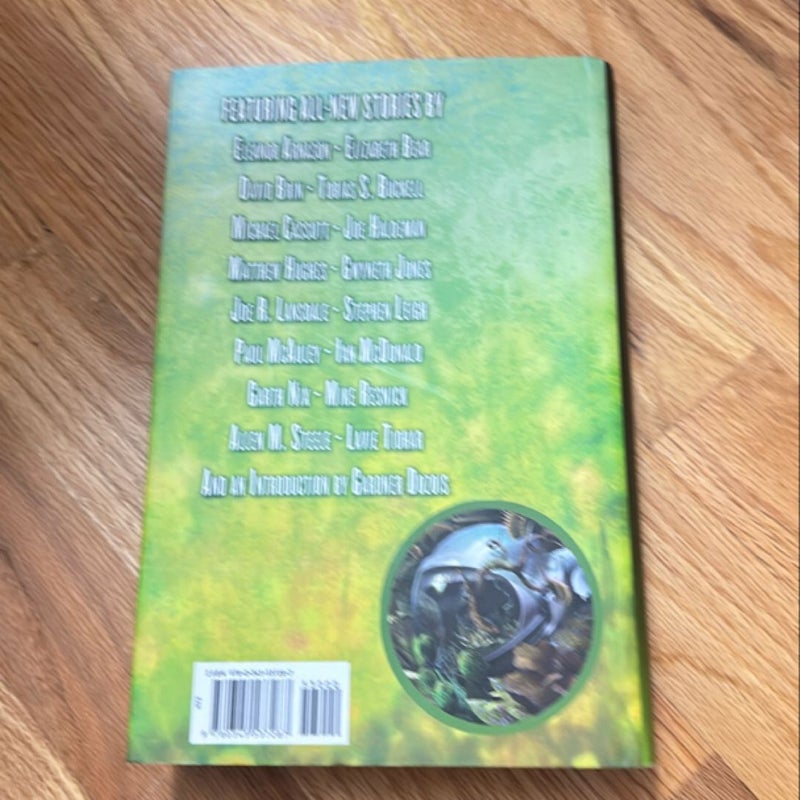 FEATURING ALL-NEW STORIES BY
ELEANOR ARNASON ~ ELIZABETH BEAR
DAVID BRIN ~ TOBIAS S. BUCKELL
MICHAEL CASSUTT ~ JOE HALDEMAN
MATTHEW HUGHES ~ GWYNETH JONES
JOE R. LANSDALE ~ STEPHEN LEIGH
PAUL MCAULEY ~ IAN MCDONALD
GARTH NIX ~ MIKE RESNICK
ALLEN M. STEELE ~ LAVIE TIDHAR
AND AN INTRODUCTION BY GARDNER DOZOIS